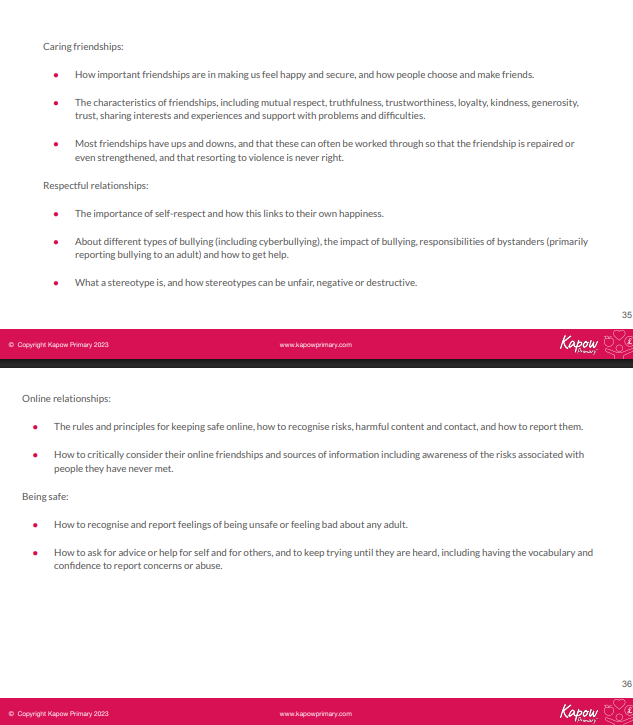 Caring friendships:
● How important friendships are in making us feel happy and secure, and how people choose and make friends.
● The characteristics of friendships, including mutual respect, truthfulness, trustworthiness, loyalty, kindness, generosity,
trust, sharing interests and experiences and support with problems and difficulties.
● Most friendships have ups and downs, and that these can often be worked through so that the friendship is repaired or
even strengthened, and that resorting to violence is never right.
Respectful relationships:
● The importance of self-respect and how this links to their own happiness.
● About different types of bullying (including cyberbullying), the impact of bullying, responsibilities of bystanders (primarily
reporting bullying to an adult) and how to get help.
● What a stereotype is, and how stereotypes can be unfair, negative or destructive.
35
© Copyright Kapow Primary 2023 www.kapowprimary.com Kapow
Primary
Online relationships:
● The rules and principles for keeping safe online, how to recognise risks, harmful content and contact, and how to report them.
● How to critically consider their online friendships and sources of information including awareness of the risks associated with
people they have never met.
Being safe:
● How to recognise and report feelings of being unsafe or feeling bad about any adult.
● How to ask for advice or help for self and for others, and to keep trying until they are heard, including having the vocabulary and
confidence to report concerns or abuse.
36
© Copyright Kapow Primary 2023 www.kapowprimary.com Kapow
Primary